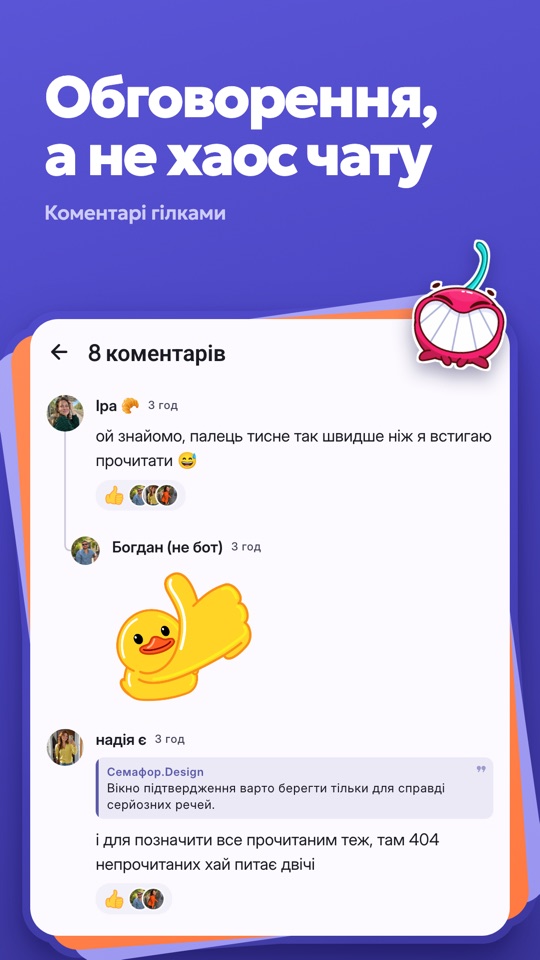 Обговорення,
а не хаос чату
Коментарі гілками
8 коментарів
Іра 🥐 3 год
ой знайомо, палець тисне так швидше ніж я встигаю
прочитати 😅
Богдан (не бот) 3 год
надія є 3 год
Семафор.Design
Вікно підтвердження варто берегти тільки для справді
серйозних речей.
і для позначити все прочитаним теж, там 404
непрочитаних хай питає двічі